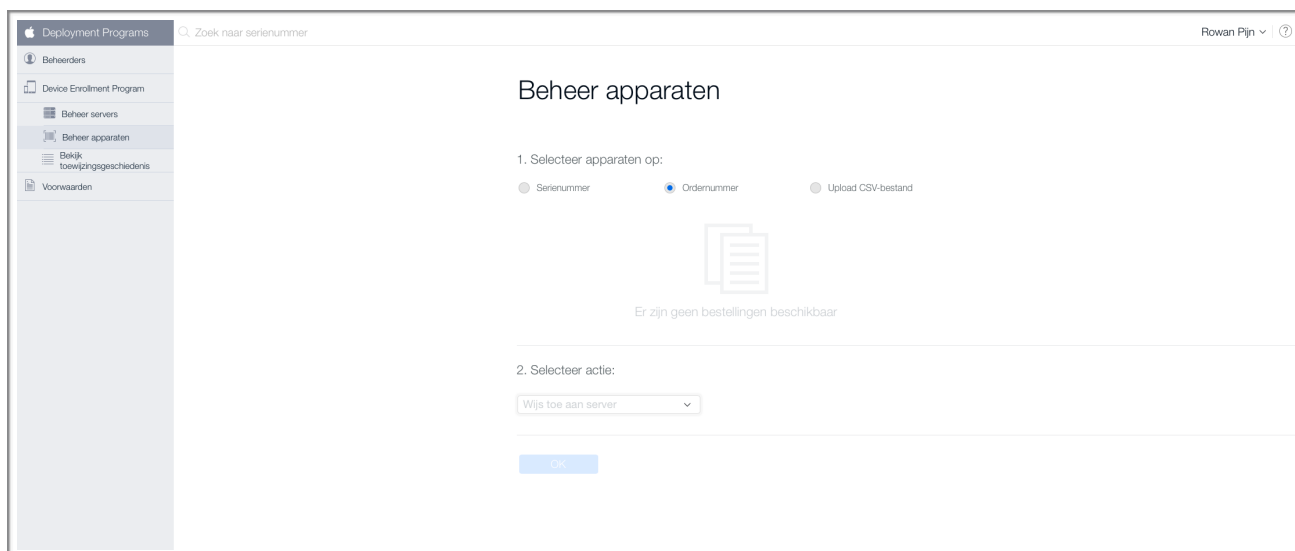 Deployment Programs
Zoek naar serienummer
Rowan Pijn
?
Beheerders
Device Enrollment Program
Beheer servers
Beheer apparaten
Bekijk
toewijzingsgeschiedenis
Voorwaarden
Beheer apparaten
1. Selecteer apparaten op:
Serienummer
Ordernummer
Upload CSV-bestand
Er zijn geen bestellingen beschikbaar
2. Selecteer actie:
Wijs toe aan server
OK